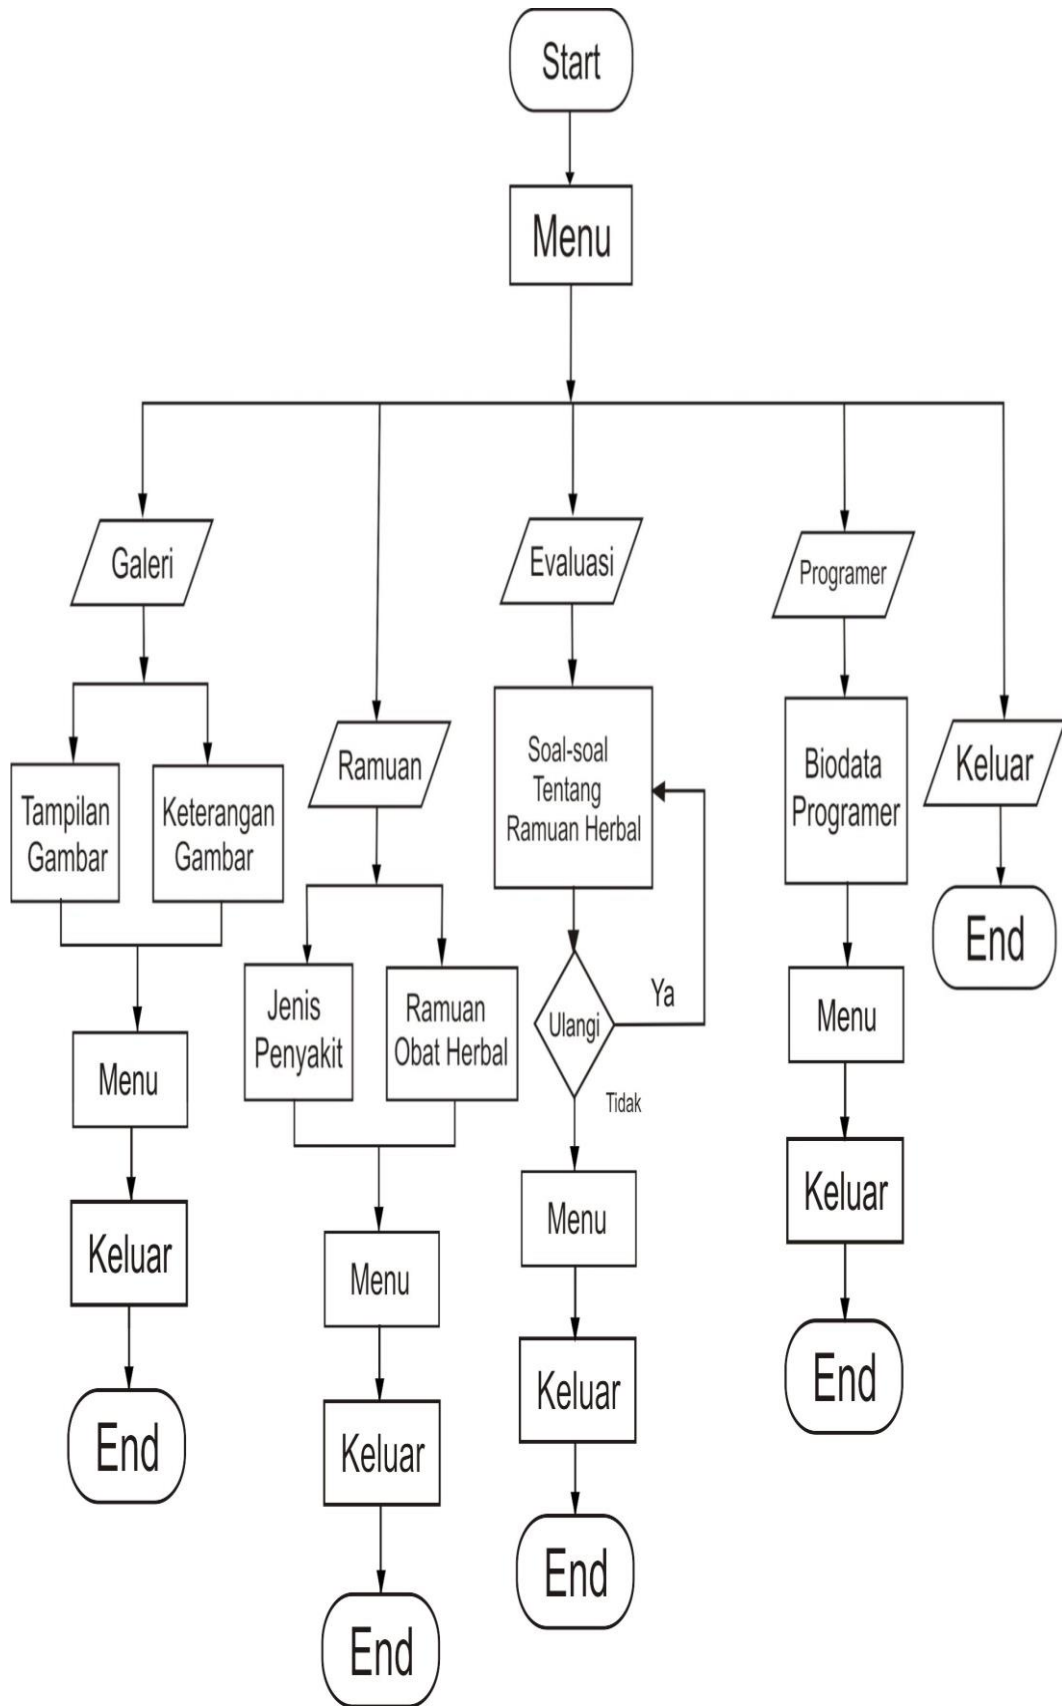 Start
Menu
Galeri
Tampilan
Gambar
Keterangan
Gambar
Menu
Keluar
End
Ramuan
Jenis
Penyakit
Ramuan
Obat Herbal
Menu
Keluar
End
Evaluasi
Soal-soal
Tentang
Ramuan Herbal
Ulangi
Ya
Tidak
Menu
Keluar
End
Programer
Biodata
Programer
Menu
Keluar
End
Keluar
End